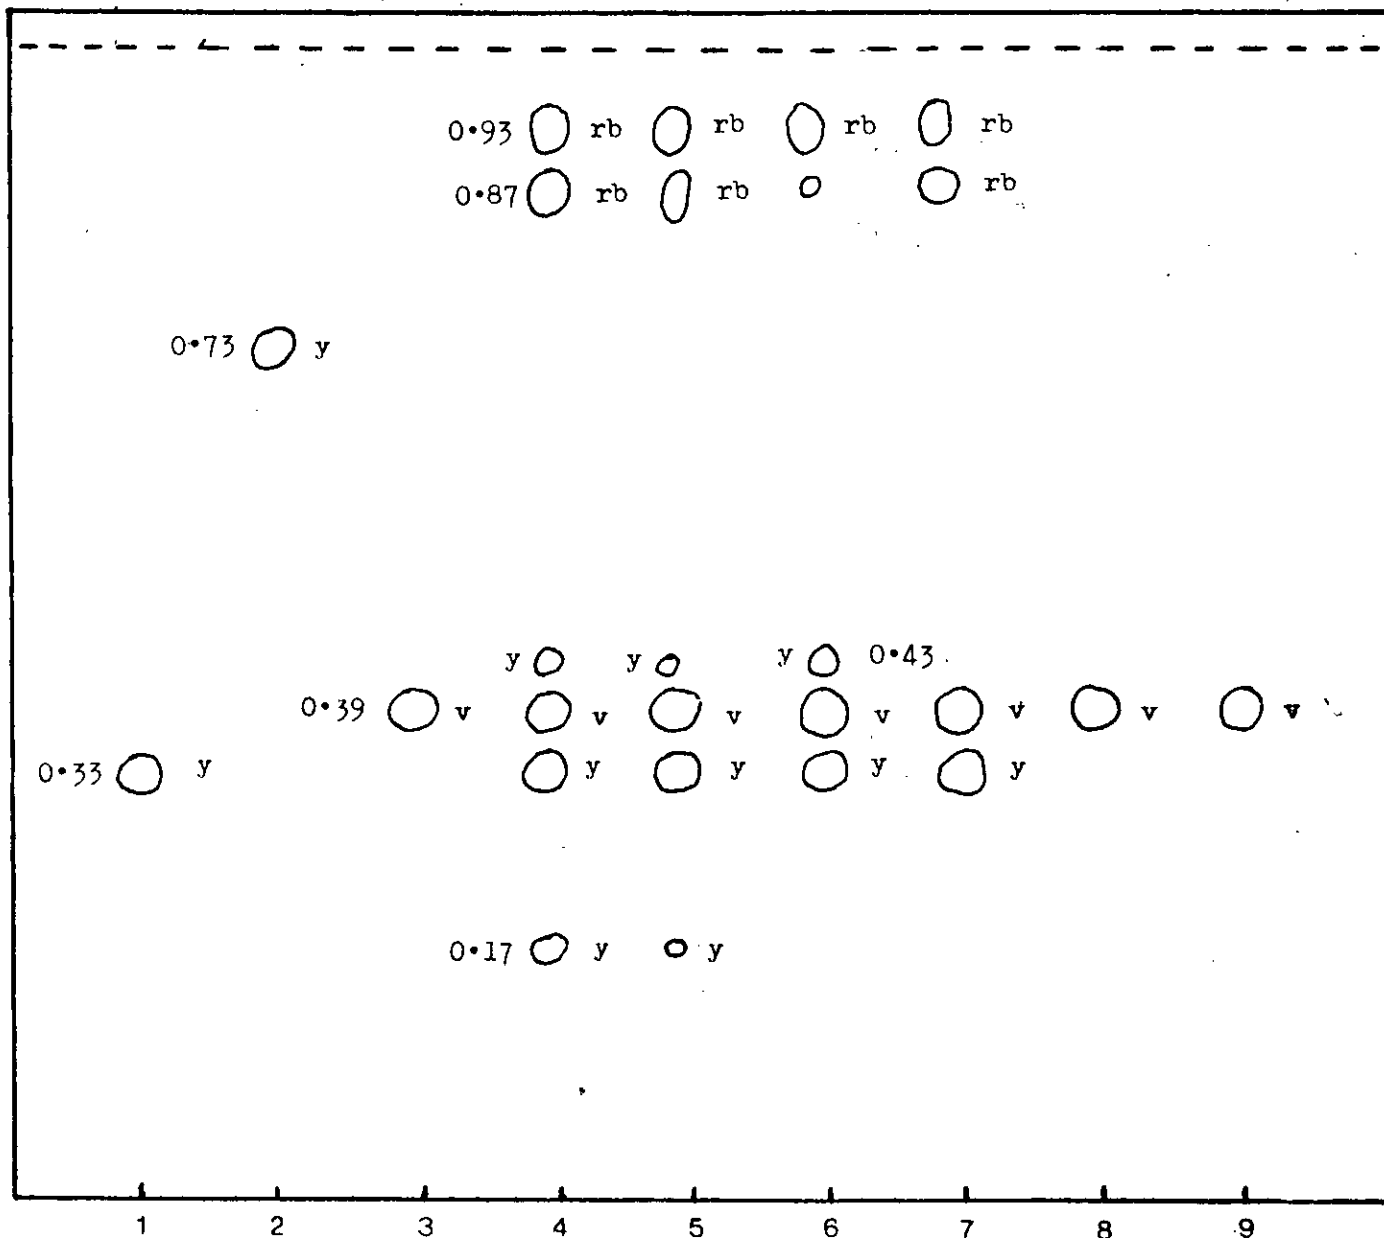 0·93 rb rb rb rb
0·87 rb rb rb
0·73 y
y y y 0·43
0·39 v v v v v v v
0·33 y y y y y
0·17 y y
1 2 3 4 5 6 7 8 9